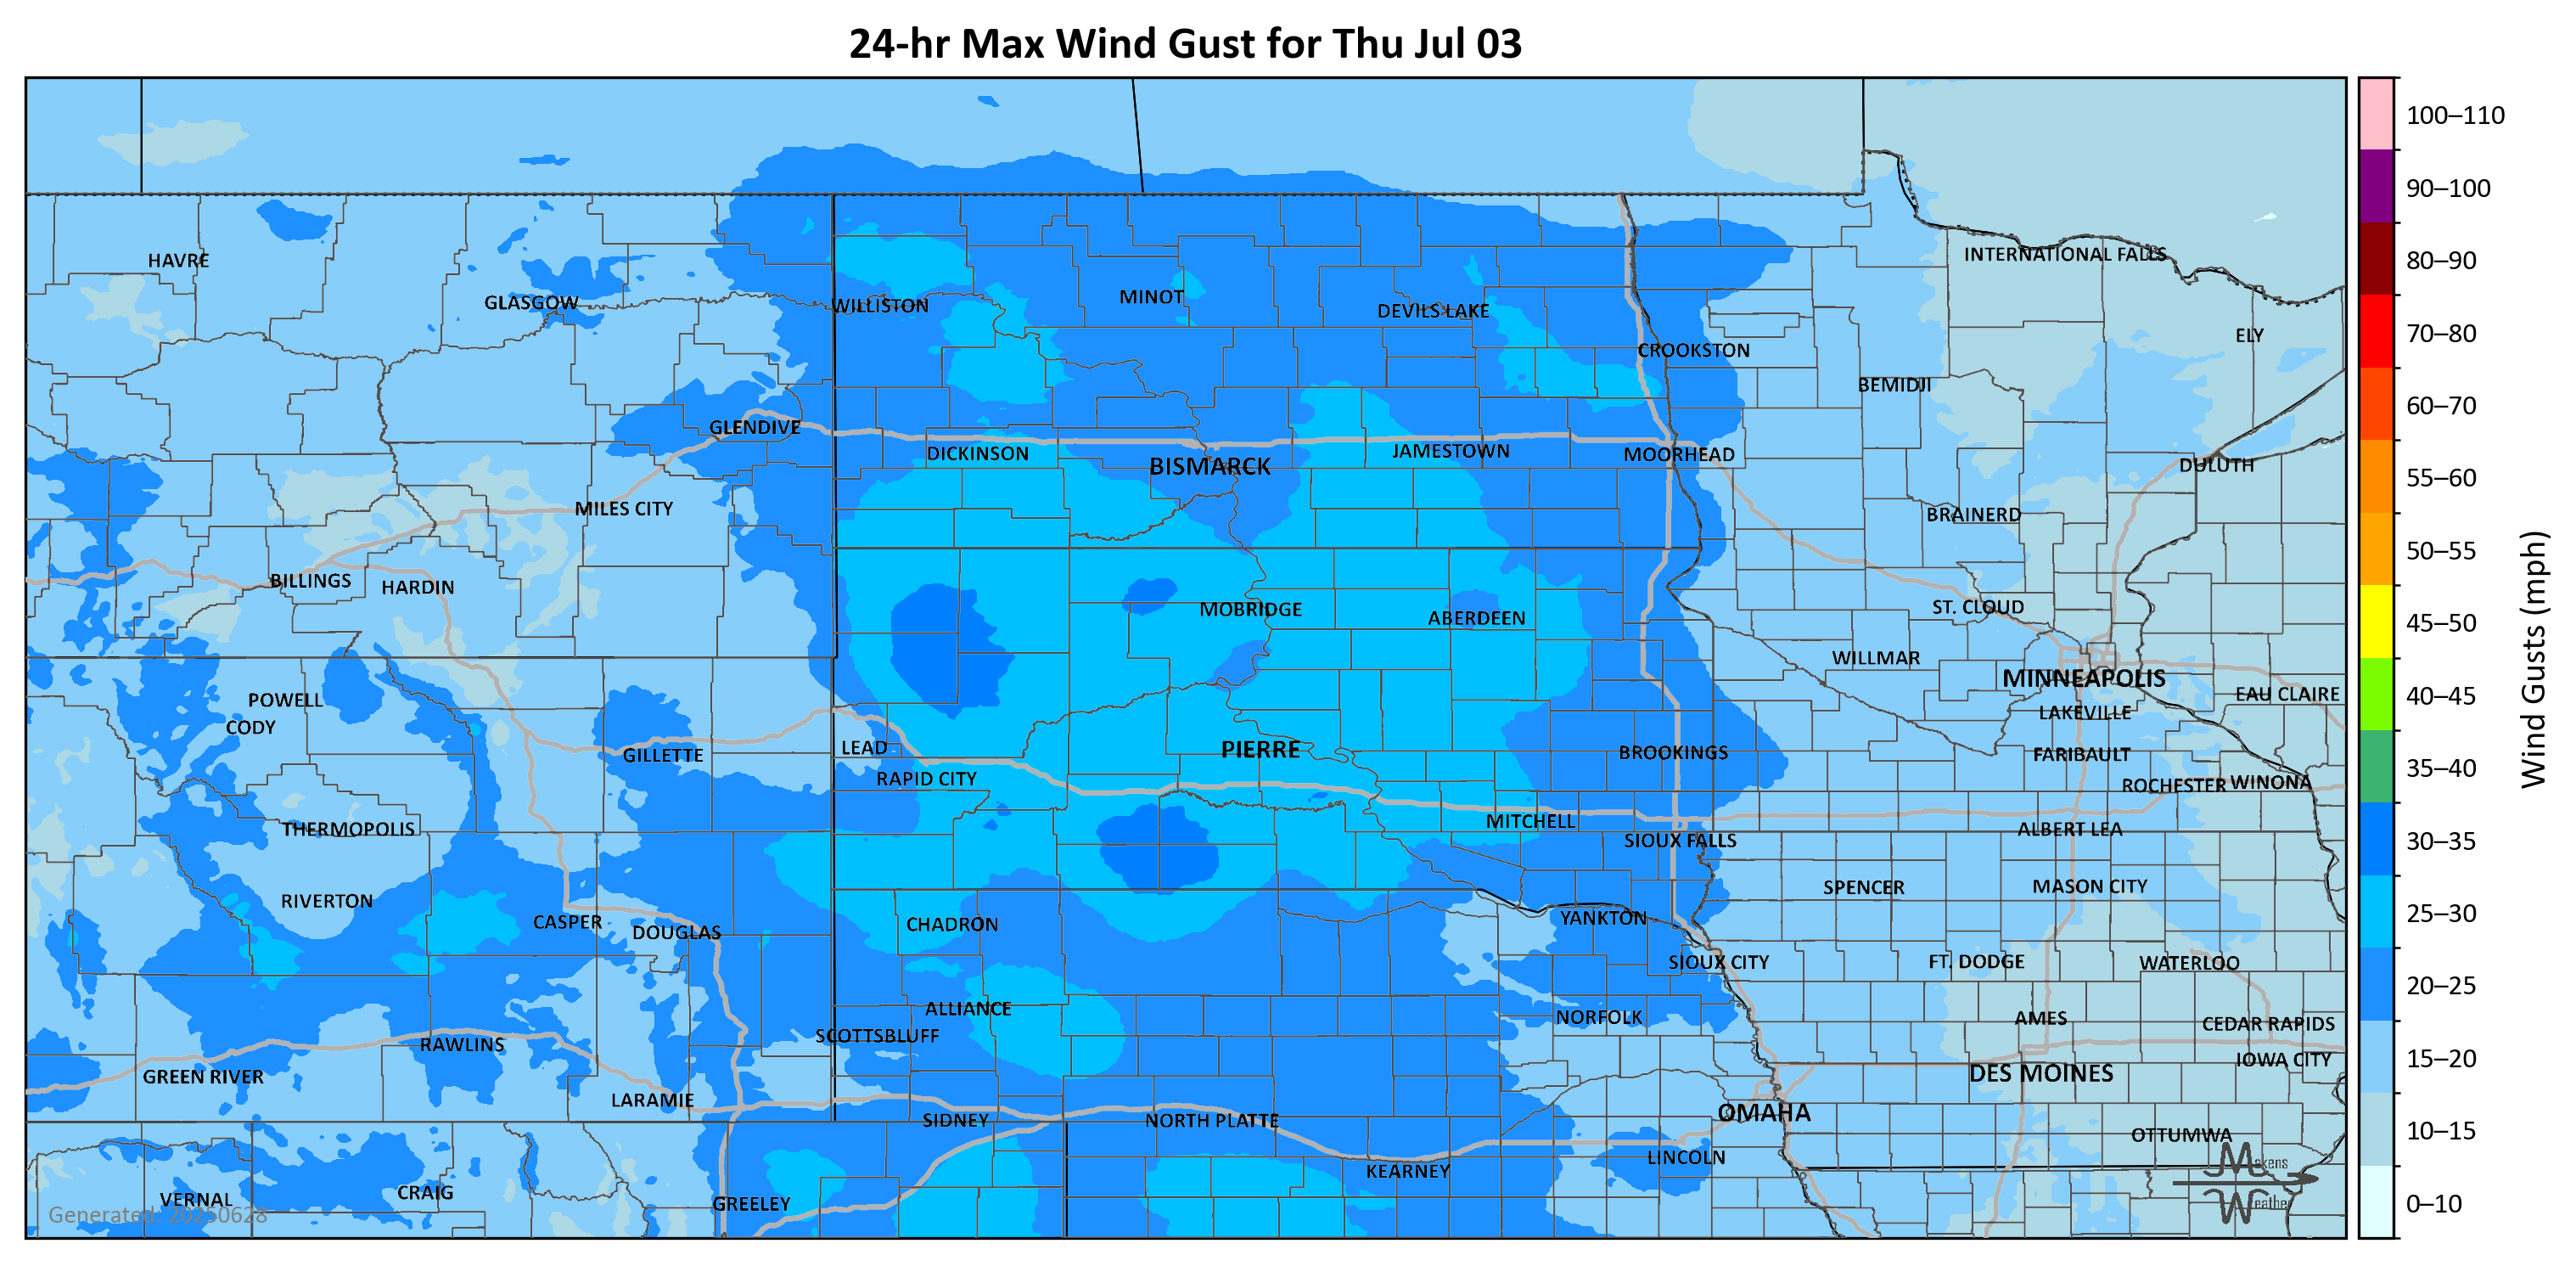 24-hr Max Wind Gust for Thu Jul 03
100–110
90–100
HAVRE
INTERNATIONAL FALLS
80–90
GLASGOW
WILLISTON
MINOT
DEVILS LAKE
70–80
ELY
CROOKSTON
BEMIDJI
60–70
GLENDIVE
DICKINSON
BISMARCK
JAMESTOWN
MOORHEAD
DULUTH
55–60
MILES CITY
BRAINERD
50–55
BILLINGS
HARDIN
MOBRIDGE
ABERDEEN
ST. CLOUD
45–50
WILLMAR
MINNEAPOLIS
EAU CLAIRE
40–45
POWELL
CODY
LAKEVILLE
GILLETTE
LEAD
PIERRE
BROOKINGS
FARIBAULT
35–40
RAPID CITY
ROCHESTER
WINONA
Wind Gusts (mph)
THERMOPOLIS
MITCHELL
ALBERT LEA
SIOUX FALLS
30–35
RIVERTON
SPENCER
MASON CITY
CASPER
DOUGLAS
CHADRON
YANKTON
25–30
SIOUX CITY
FT. DODGE
WATERLOO
20–25
ALLIANCE
NORFOLK
AMES
CEDAR RAPIDS
SCOTTSBLUFF
RAWLINS
IOWA CITY
15–20
GREEN RIVER
DES MOINES
LARAMIE
SIDNEY
NORTH PLATTE
OMAHA
OTTUMWA
10–15
KEARNEY
LINCOLN
Makens
VERNAL
CRAIG
GREELEY
Weather
0–10
Generated: 20250628